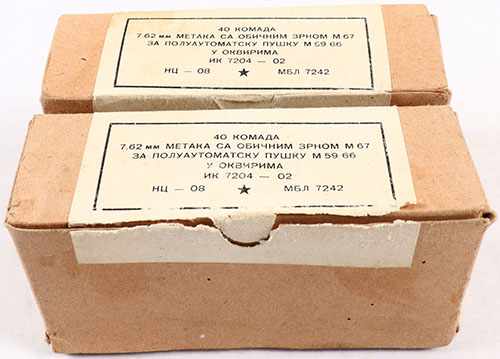 40 КОМАДА
7.62 мм МЕТАКА СА ОБИЧНИМ ЗРНОМ М 67
ЗА ПОЛУАУТОМАТСКУ ПУШКУ М 59 66
У ОКВИРИМА
ИК 7204 — 02
НЦ — 08 ★ МБЛ 7242
40 КОМАДА
7.62 мм МЕТАКА СА ОБИЧНИМ ЗРНОМ М 67
ЗА ПОЛУАУТОМАТСКУ ПУШКУ М 59 66
У ОКВИРИМА
ИК 7204 — 02
НЦ — 08 ★ МБЛ 7242